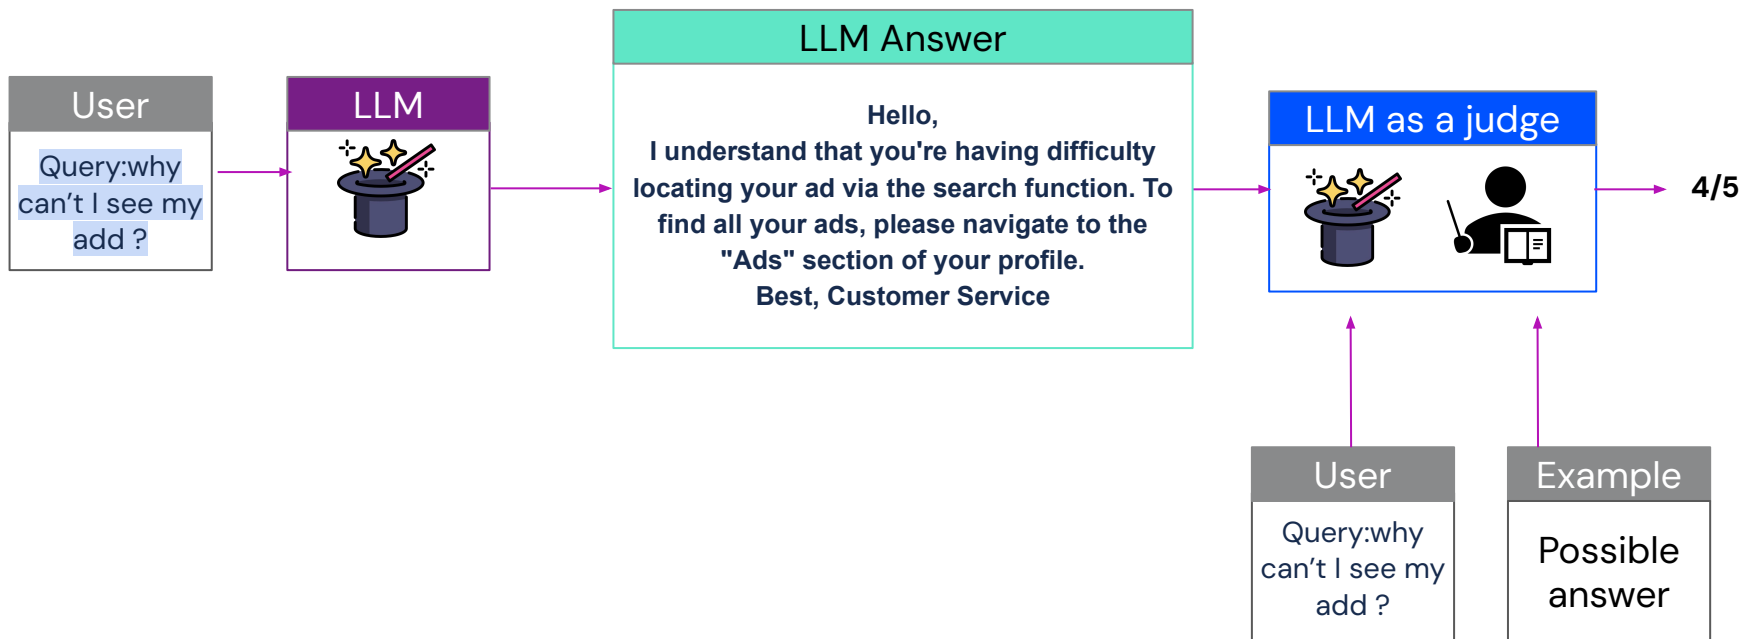 LLM Answer
User
LLM
LLM as a judge
Query:why
can’t I see my
add ?
Hello,
I understand that you're having difficulty
locating your ad via the search function. To
find all your ads, please navigate to the
"Ads" section of your profile.
Best, Customer Service
4/5
User
Example
Query:why
can’t I see my
add ?
Possible
answer